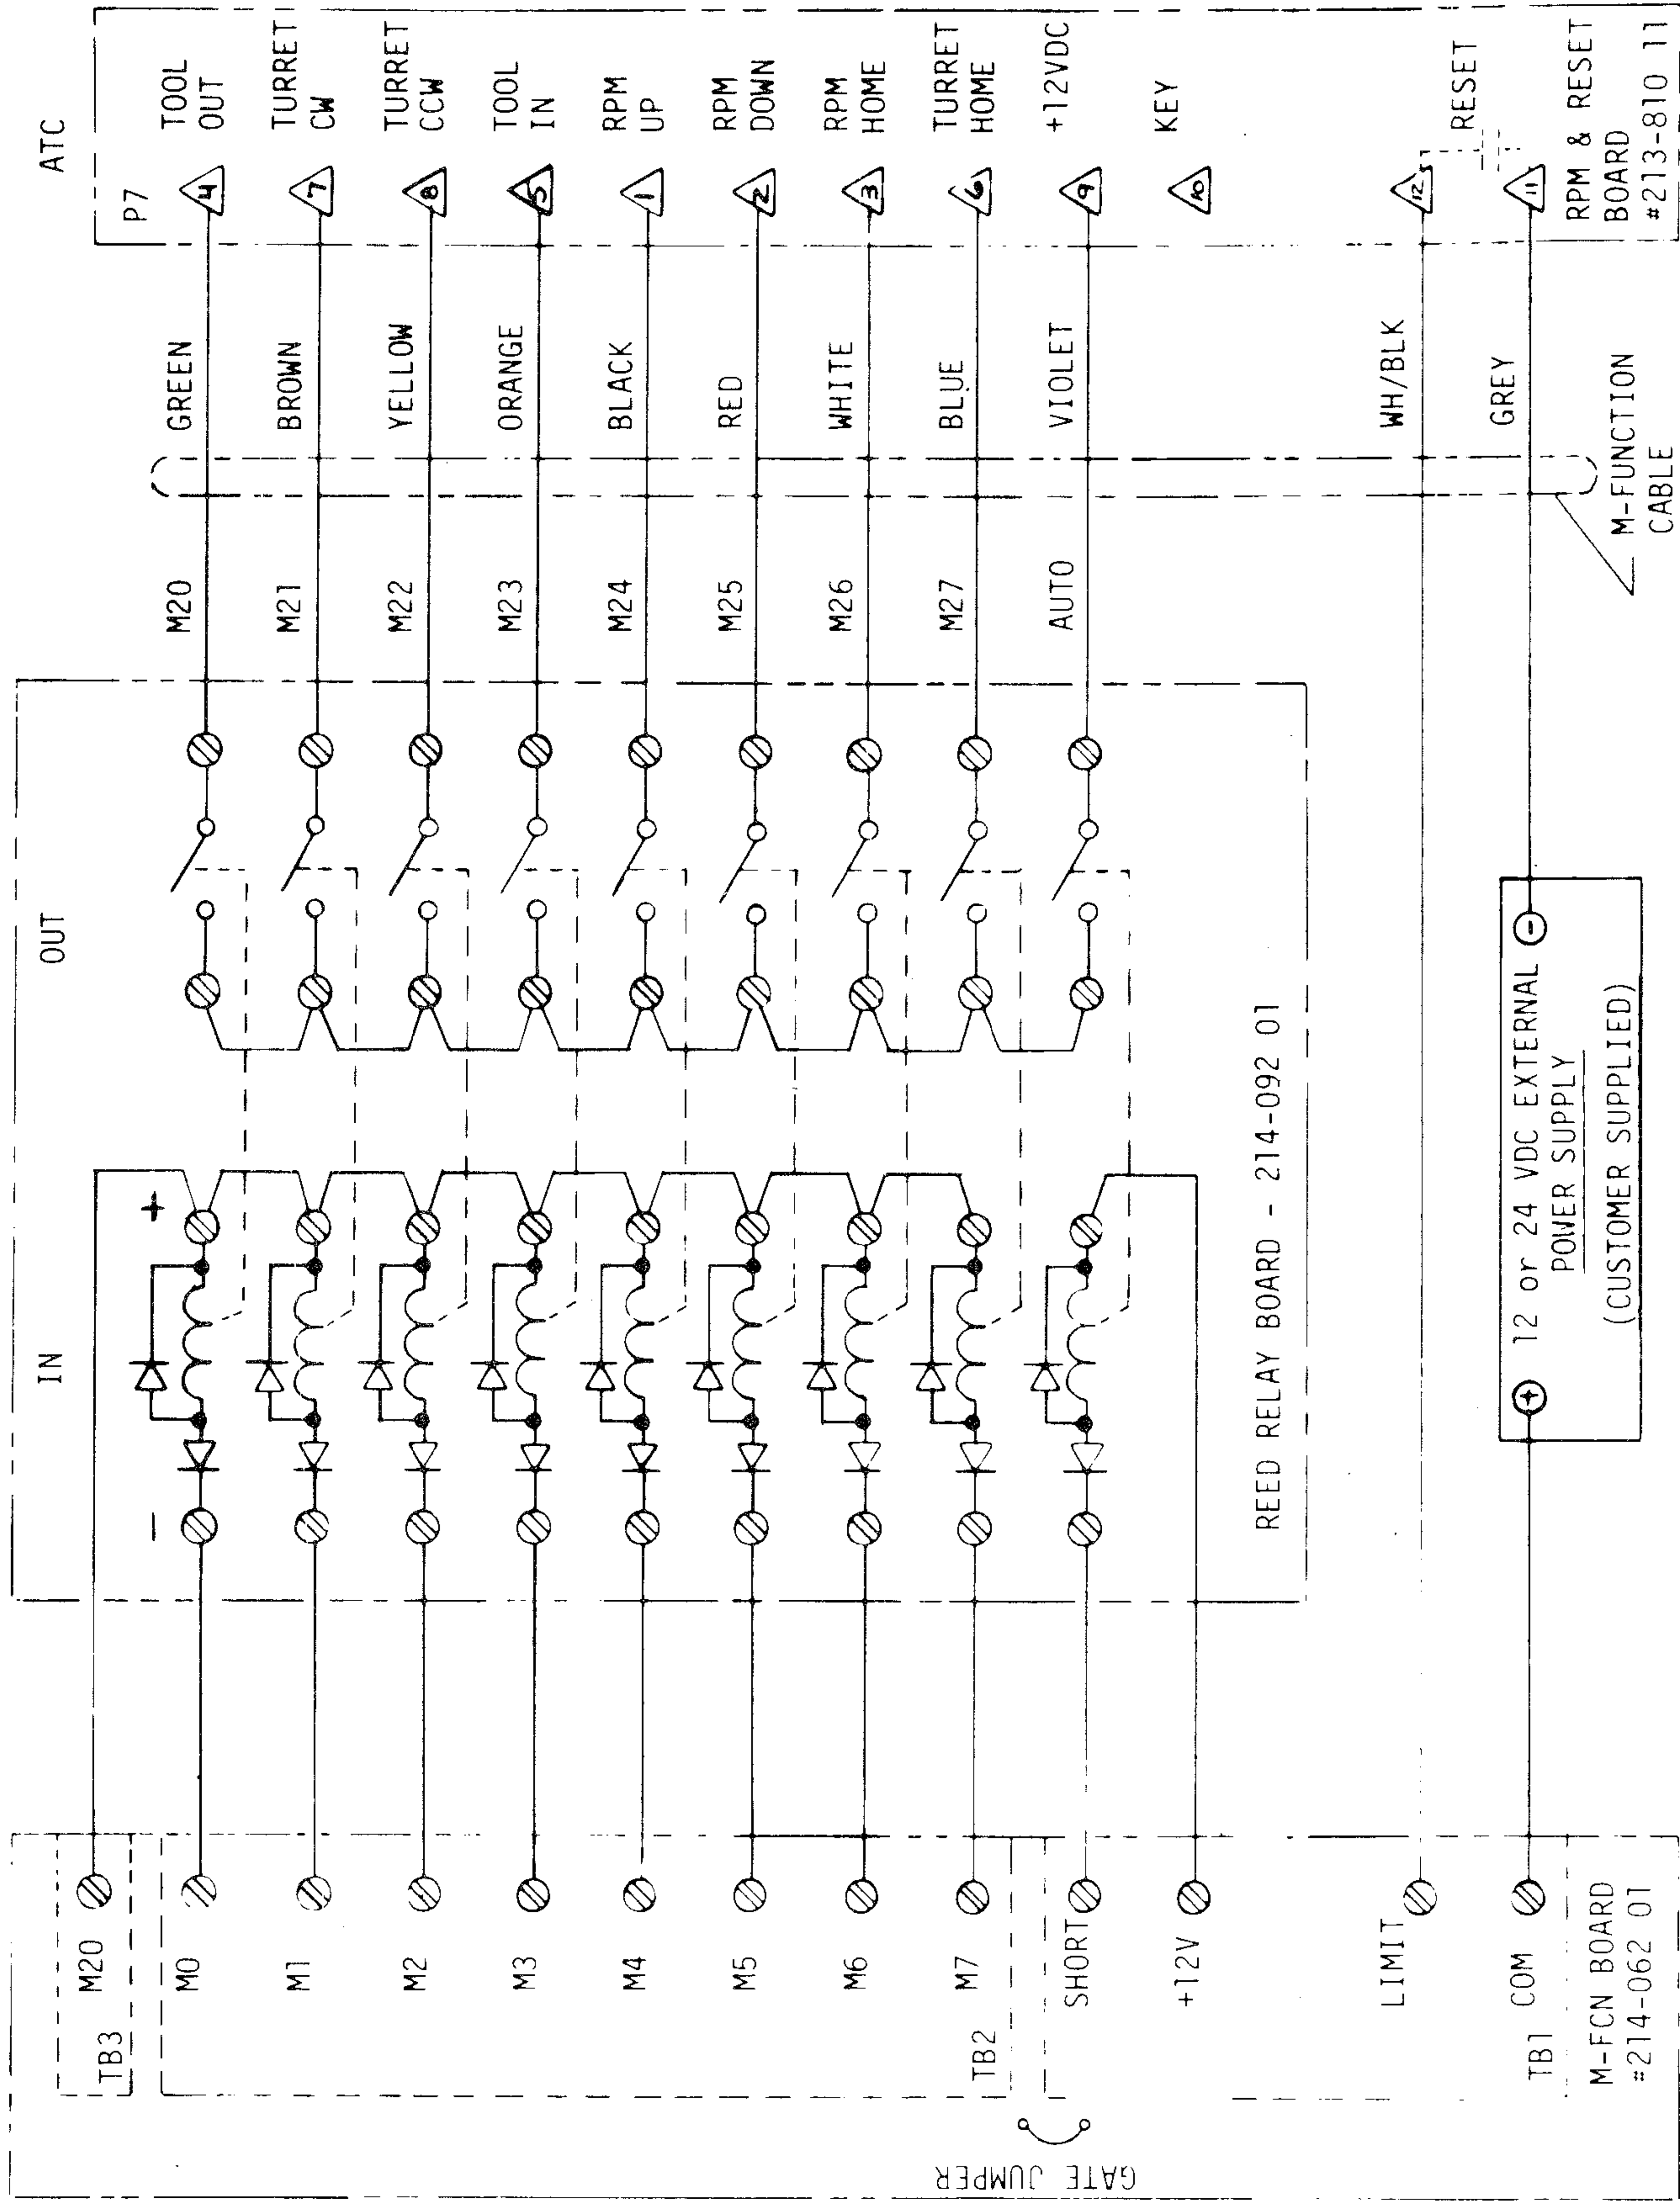 IN
OUT
ATC
TB3
M20
M0
M1
M2
M3
M4
M5
M6
M7
TB2
SHORT
+12V
LIMIT
COM
TB1
M-FCN BOARD
#214-062 01
GATE JUMPER
-
+
REED RELAY BOARD - 214-092 01
+
12 or 24 VDC EXTERNAL
-
POWER SUPPLY
(CUSTOMER SUPPLIED)
M20
GREEN
M21
BROWN
M22
YELLOW
M23
ORANGE
M24
BLACK
M25
RED
M26
WHITE
M27
BLUE
AUTO
VIOLET
WH/BLK
GREY
M-FUNCTION
CABLE
P7
4
TOOL
OUT
7
TURRET
CW
8
TURRET
CCW
5
TOOL
IN
1
RPM
UP
2
RPM
DOWN
3
RPM
HOME
6
TURRET
HOME
9
+12VDC
10
KEY
12
RESET
11
RPM & RESET
BOARD
#213-810 11